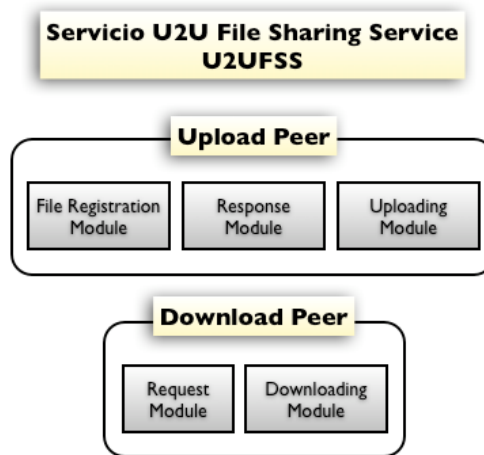 Servicio U2U File Sharing Service
U2UFSS
Upload Peer
File Registration
Module
Response
Module
Uploading
Module
Download Peer
Request
Module
Downloading
Module